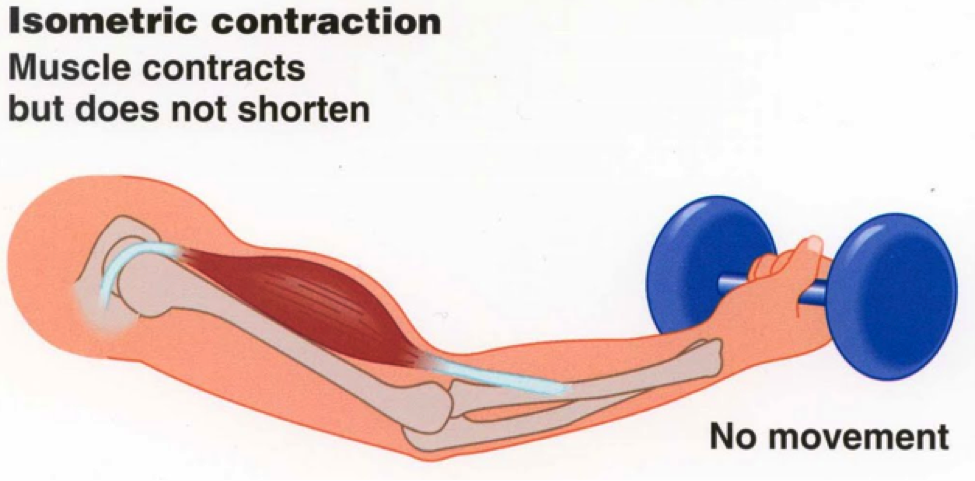 Isometric contraction
Muscle contracts
but does not shorten
No movement